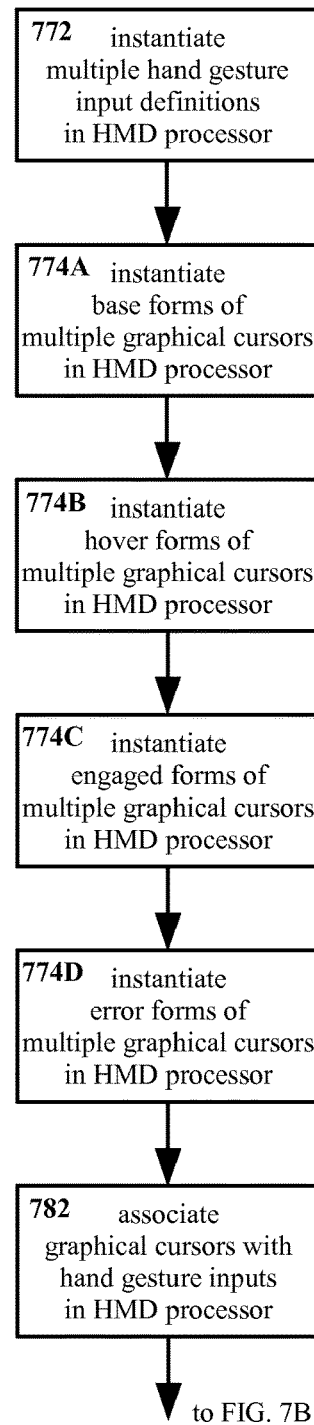 772 instantiate
multiple hand gesture
input definitions
in HMD processor
774A instantiate
base forms of
multiple graphical cursors
in HMD processor
774B instantiate
hover forms of
multiple graphical cursors
in HMD processor
774C instantiate
engaged forms of
multiple graphical cursors
in HMD processor
774D instantiate
error forms of
multiple graphical cursors
in HMD processor
782 associate
graphical cursors with
hand gesture inputs
in HMD processor
to FIG. 7B